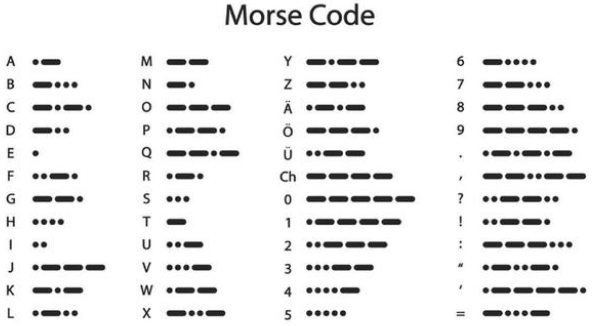 Morse Code
A M Y 6
B N Z 7
C O Ä 8
D P Ö 9
E Q Ü .
F R Ch ,
G S 0 ?
H T 1 !
I U 2 :
J V 3 “
K W 4 ‘
L X 5 =